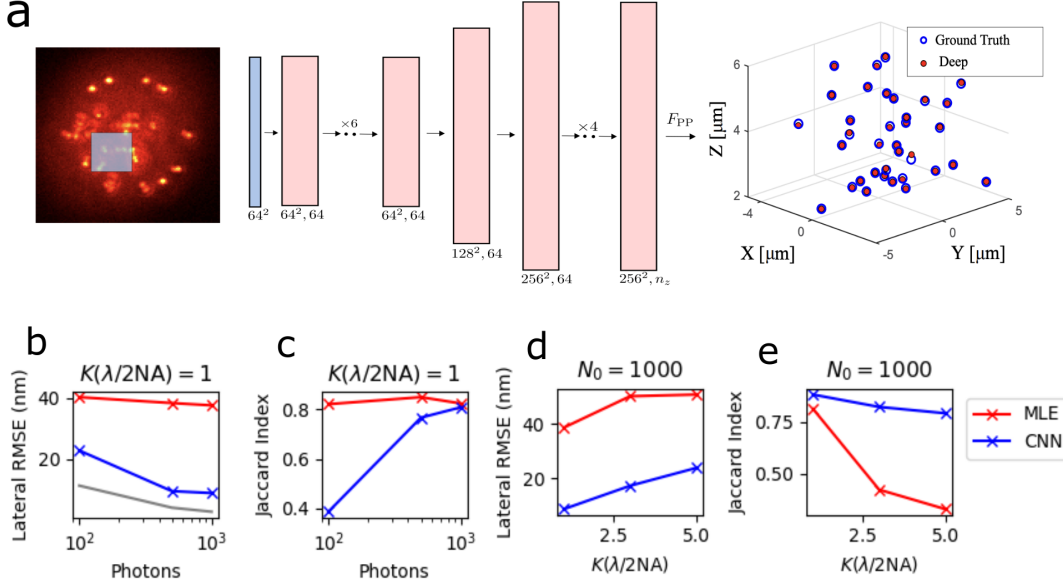 a
64², 64²,64 ×6 64²,64 128²,64 256²,64 ×4 256²,n_z F_PP
Ground Truth
Deep
Z [μm]
6
4
2
-4
0
X [μm]
-5
0
5
Y [μm]
b
K(λ/2NA) = 1
Lateral RMSE (nm)
40
20
10² 10³
Photons
c
K(λ/2NA) = 1
Jaccard Index
0.8
0.6
0.4
10² 10³
Photons
d
N₀ = 1000
Lateral RMSE (nm)
40
20
2.5 5.0
K(λ/2NA)
e
N₀ = 1000
Jaccard Index
0.75
0.50
2.5 5.0
K(λ/2NA)
MLE
CNN